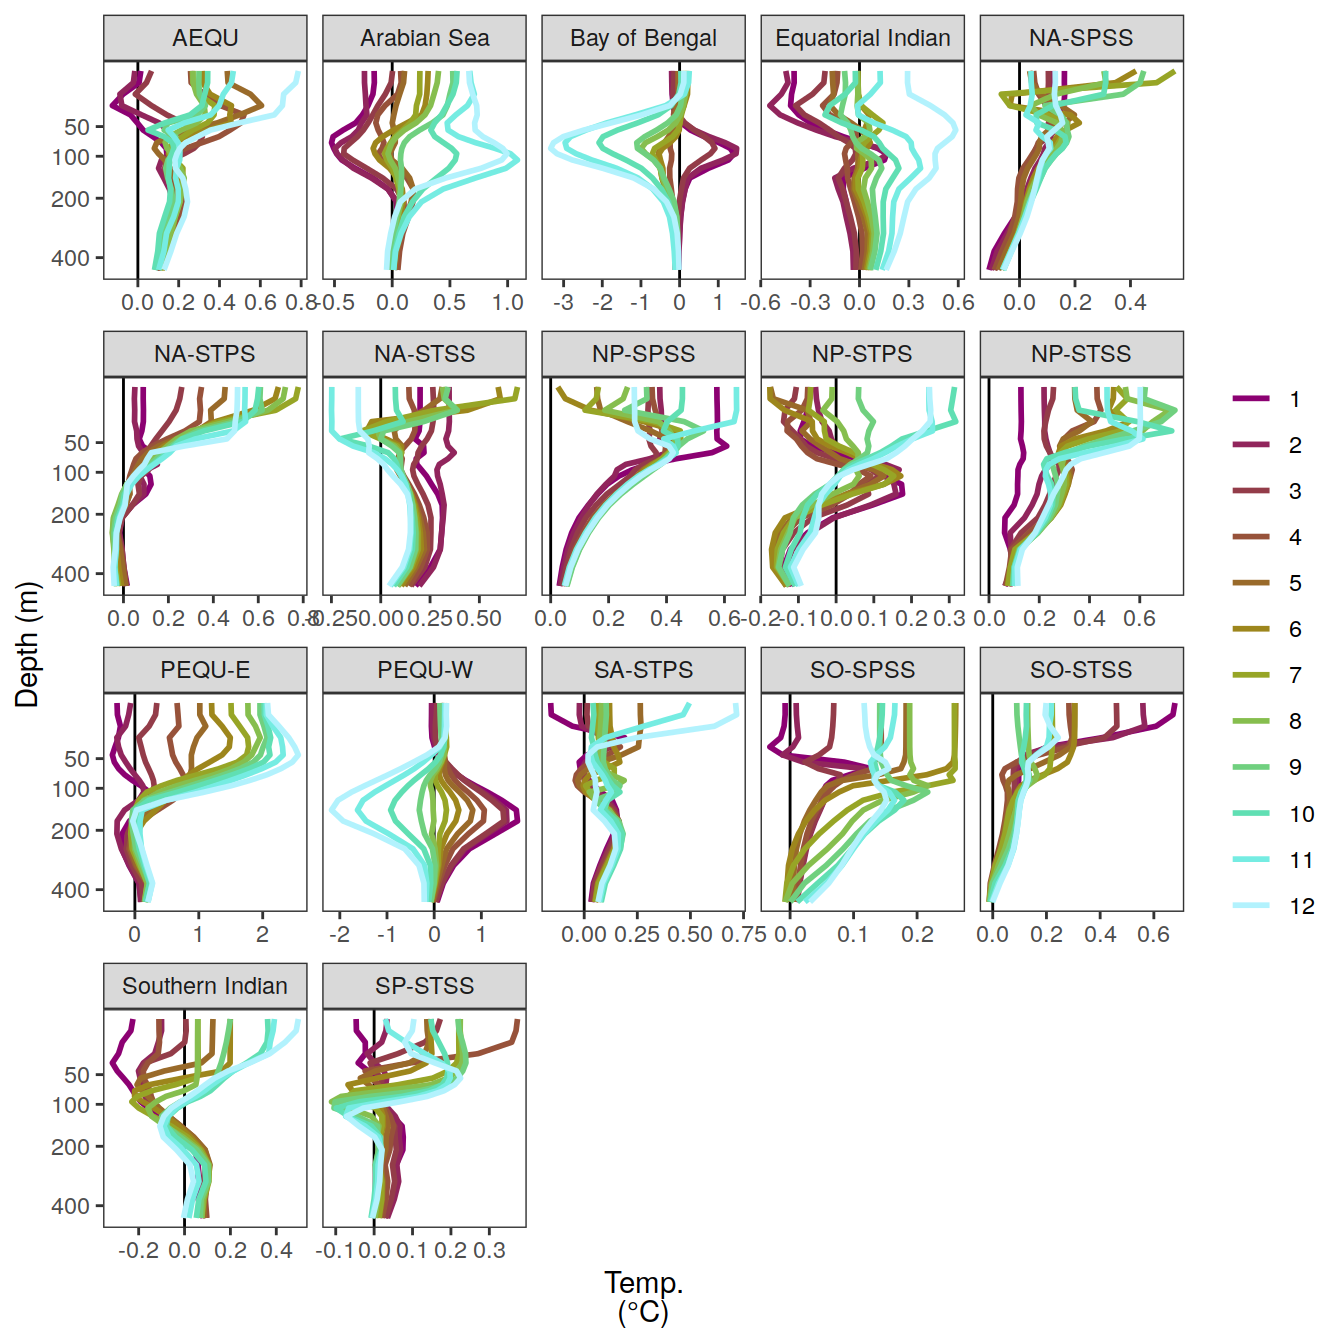 AEQU Arabian Sea Bay of Bengal Equatorial Indian NA-SPSS
50
100
200
400
0.0 0.2 0.4 0.6 0.8 -0.5 0.0 0.5 1.0 -3 -2 -1 0 1 -0.6 -0.3 0.0 0.3 0.6 0.0 0.2 0.4
NA-STPS NA-STSS NP-SPSS NP-STPS NP-STSS
50
100
200
400
0.0 0.2 0.4 0.6 0.8 -0.25 0.00 0.25 0.50 0.0 0.2 0.4 0.6 -0.2 -0.1 0.0 0.1 0.2 0.3 0.0 0.2 0.4 0.6
PEQU-E PEQU-W SA-STPS SO-SPSS SO-STSS
50
100
200
400
0 1 2 -2 -1 0 1 0.00 0.25 0.50 0.75 0.0 0.1 0.2 0.0 0.2 0.4 0.6
Southern Indian SP-STSS
50
100
200
400
-0.2 0.0 0.2 0.4 -0.1 0.0 0.1 0.2 0.3
Depth (m)
Temp.
(°C)
1
2
3
4
5
6
7
8
9
10
11
12